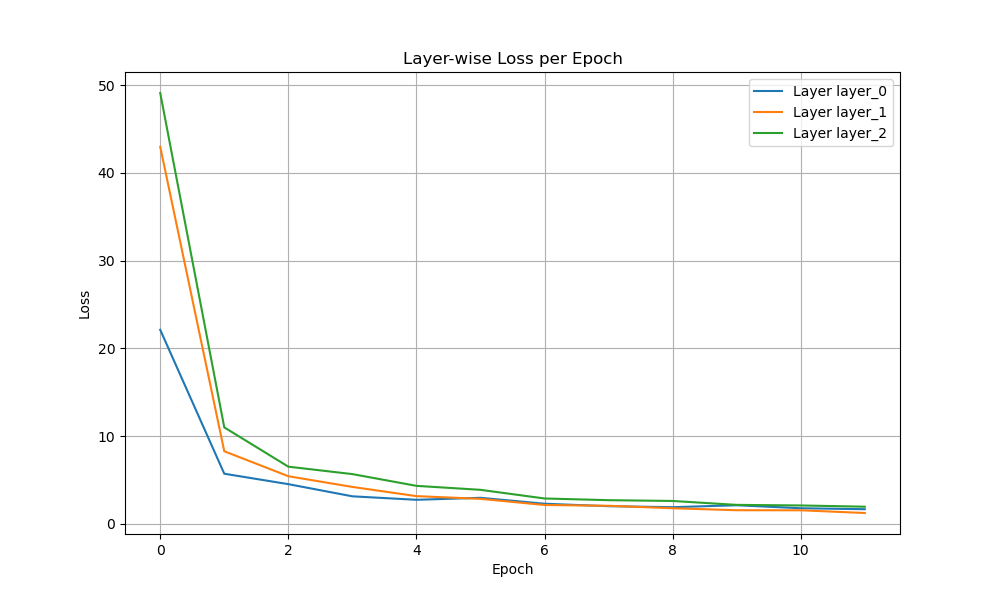 Layer-wise Loss per Epoch
Layer layer_0
Layer layer_1
Layer layer_2
50
40
30
20
10
0
Loss
0 2 4 6 8 10
Epoch